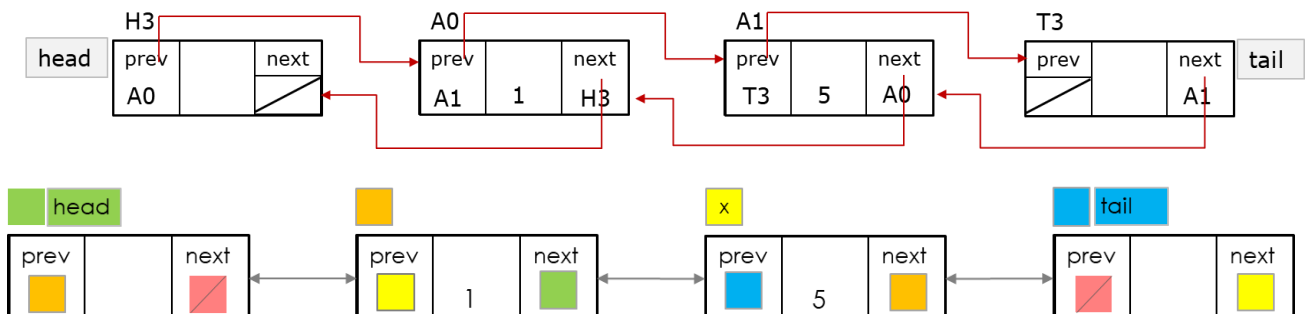 H3 A0 A1 T3
head prev next prev next prev next prev next tail
A0 A1 1 H3 T3 5 A0 A1
head x tail
prev next prev next prev next prev next
1 5